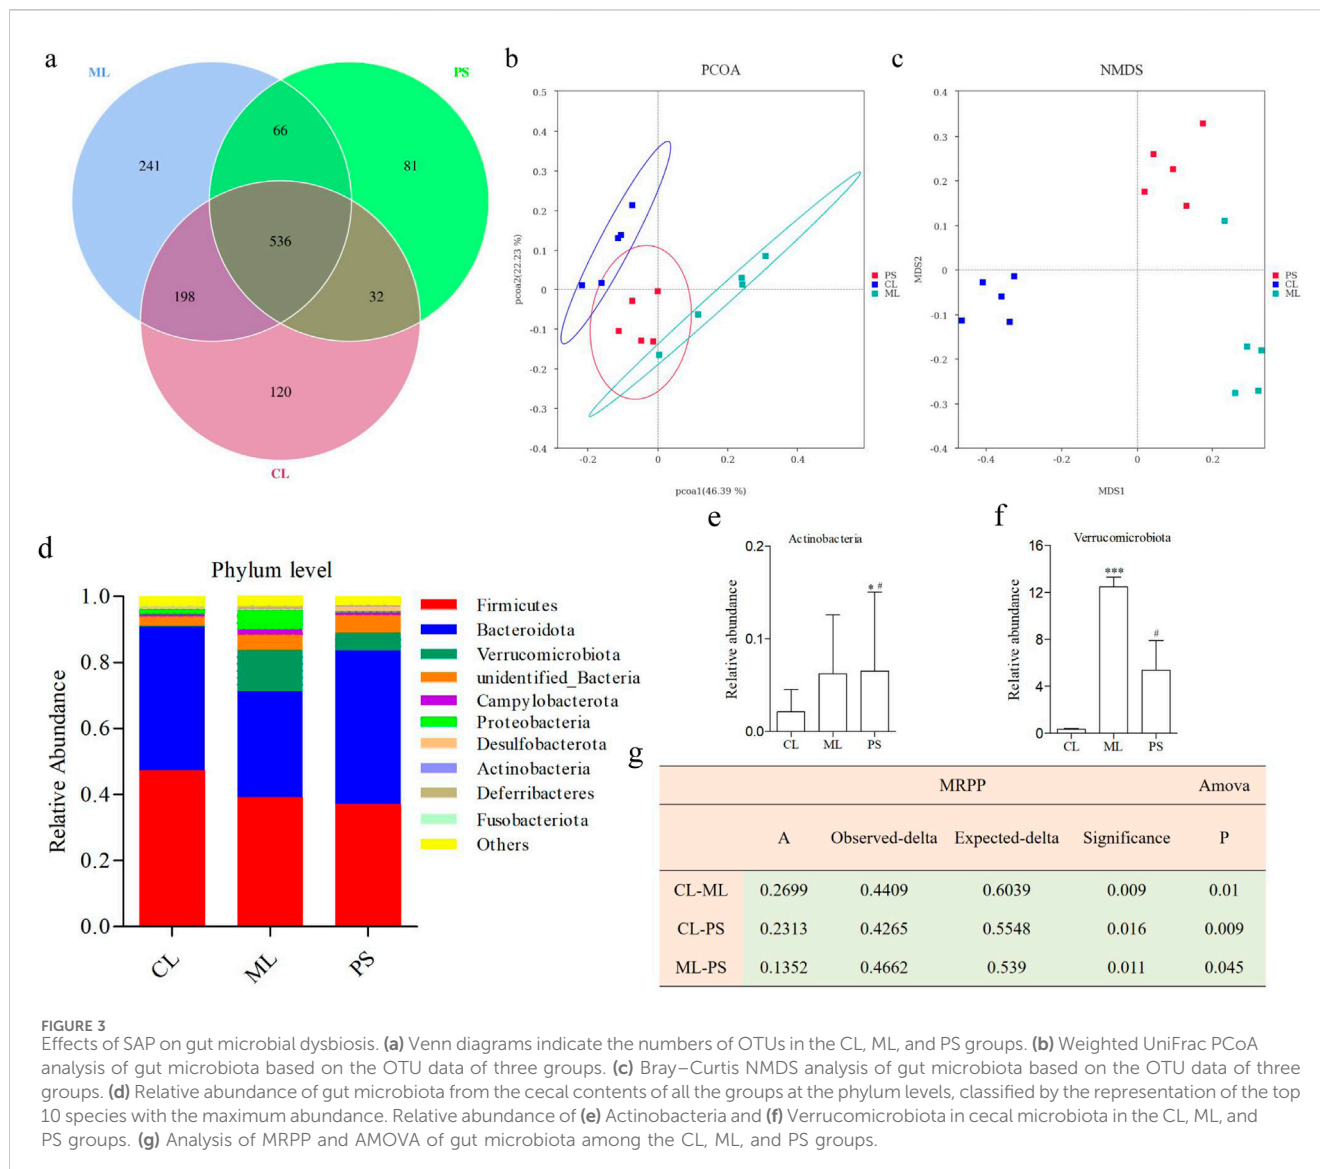 a
ML
PS
66
241
81
536
198
32
120
CL
b
PCOA
0.5
0.4
0.3
0.2
0.1
0
-0.1
-0.2
-0.3
-0.4
pcoa2(22.23 %)
-0.2
0
0.2
0.4
pcoa1(46.39 %)
PS
CL
ML
c
NMDS
0.4
0.3
0.2
0.1
0
-0.1
-0.2
-0.3
-0.4
MDS2
-0.4
-0.2
0
0.2
MDS1
PS
CL
ML
d
Phylum level
1.0
0.8
0.6
0.4
0.2
0.0
Relative Abundance
CL
ML
PS
Firmicutes
Bacteroidota
Verrucomicrobiota
unidentified_Bacteria
Campylobacterota
Proteobacteria
Desulfobacterota
Actinobacteria
Deferribacteres
Fusobacteriota
Others
e
Actinobacteria
0.2
0.1
0.0
Relative abundance
* #
CL ML PS
f
Verrucomicrobiota
16
12
8
4
0
Relative abundance
***
#
CL ML PS
g
MRPP Amova
A Observed-delta Expected-delta Significance P
CL-ML 0.2699 0.4409 0.6039 0.009 0.01
CL-PS 0.2313 0.4265 0.5548 0.016 0.009
ML-PS 0.1352 0.4662 0.539 0.011 0.045
FIGURE 3
Effects of SAP on gut microbial dysbiosis. (a) Venn diagrams indicate the numbers of OTUs in the CL, ML, and PS groups. (b) Weighted UniFrac PCoA
analysis of gut microbiota based on the OTU data of three groups. (c) Bray–Curtis NMDS analysis of gut microbiota based on the OTU data of three
groups. (d) Relative abundance of gut microbiota from the cecal contents of all the groups at the phylum levels, classified by the representation of the top
10 species with the maximum abundance. Relative abundance of (e) Actinobacteria and (f) Verrucomicrobiota in cecal microbiota in the CL, ML, and
PS groups. (g) Analysis of MRPP and AMOVA of gut microbiota among the CL, ML, and PS groups.